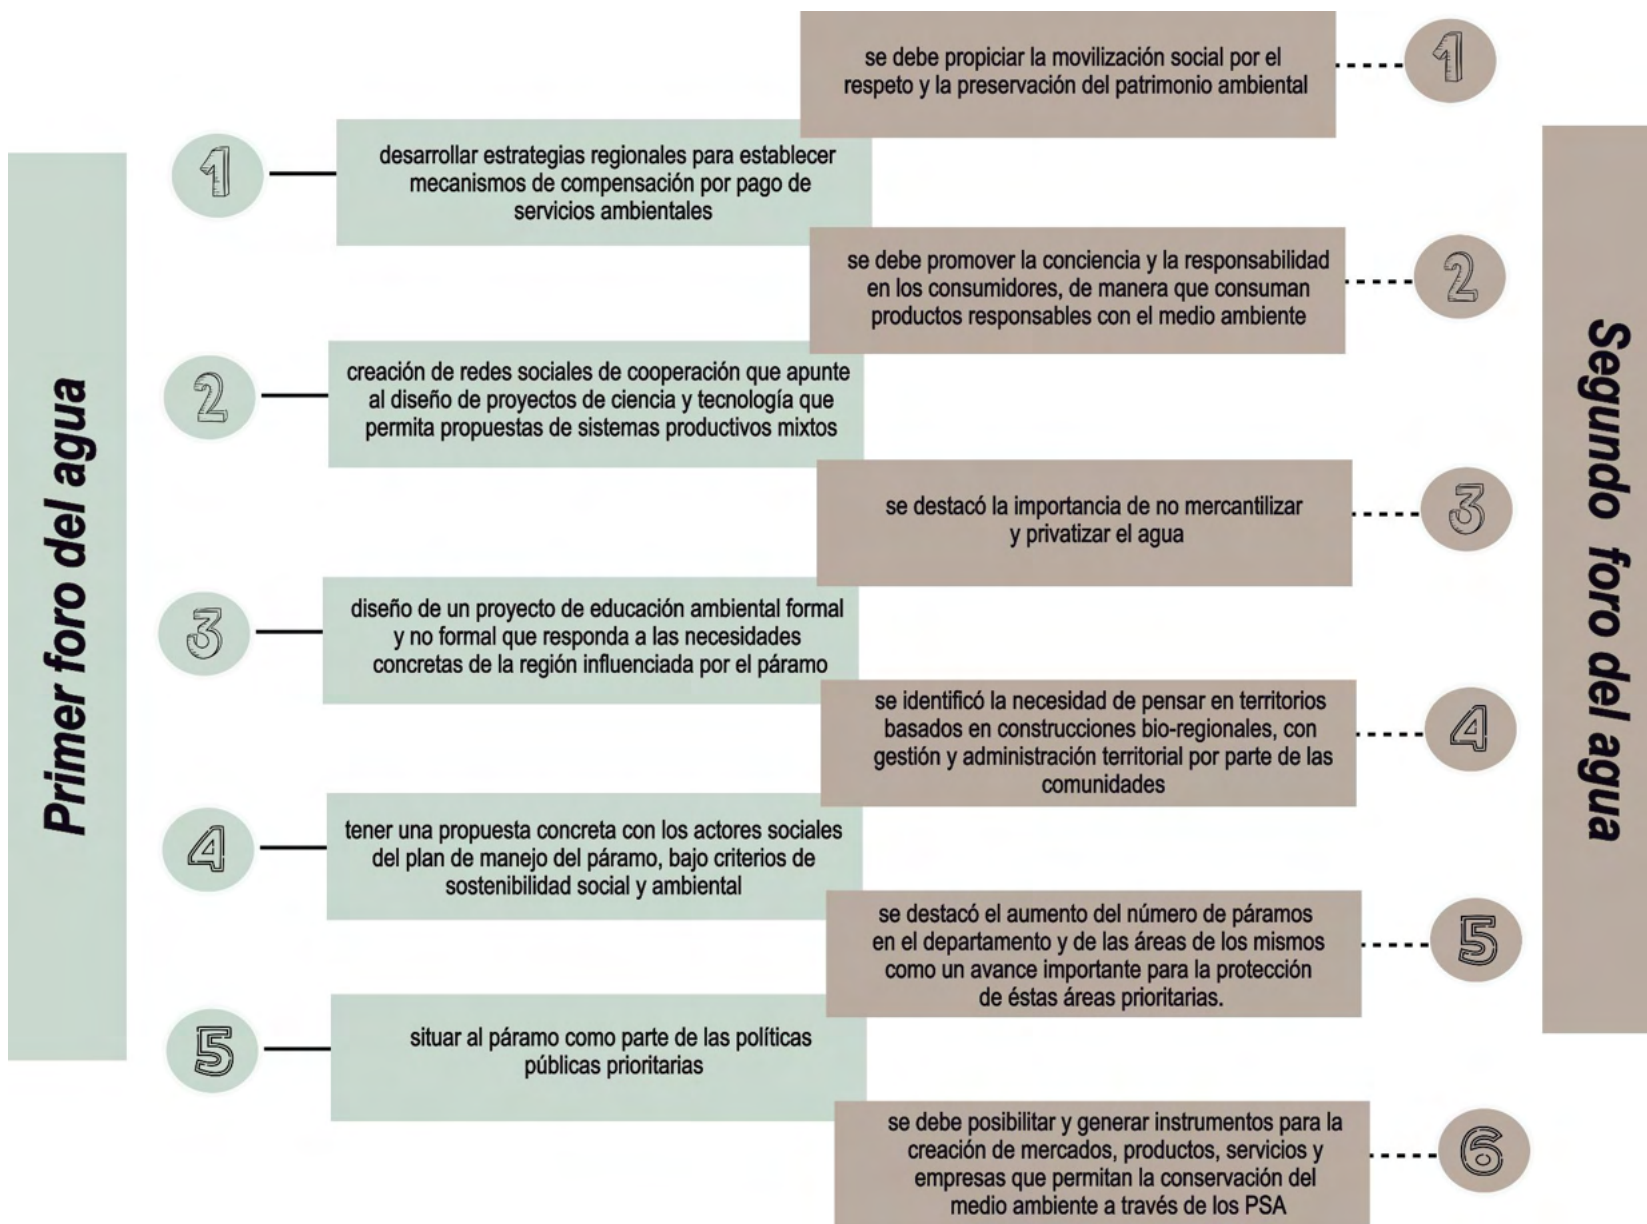 Primer foro del agua
1
desarrollar estrategias regionales para establecer
mecanismos de compensación por pago de
servicios ambientales
2
creación de redes sociales de cooperación que apunte
al diseño de proyectos de ciencia y tecnología que
permita propuestas de sistemas productivos mixtos
3
diseño de un proyecto de educación ambiental formal
y no formal que responda a las necesidades
concretas de la región influenciada por el páramo
4
tener una propuesta concreta con los actores sociales
del plan de manejo del páramo, bajo criterios de
sostenibilidad social y ambiental
5
situar al páramo como parte de las políticas
públicas prioritarias
Segundo foro del agua
1
se debe propiciar la movilización social por el
respeto y la preservación del patrimonio ambiental
2
se debe promover la conciencia y la responsabilidad
en los consumidores, de manera que consuman
productos responsables con el medio ambiente
3
se destacó la importancia de no mercantilizar
y privatizar el agua
4
se identificó la necesidad de pensar en territorios
basados en construcciones bio-regionales, con
gestión y administración territorial por parte de las
comunidades
5
se destacó el aumento del número de páramos
en el departamento y de las áreas de los mismos
como un avance importante para la protección
de éstas áreas prioritarias.
6
se debe posibilitar y generar instrumentos para la
creación de mercados, productos, servicios y
empresas que permitan la conservación del
medio ambiente a través de los PSA